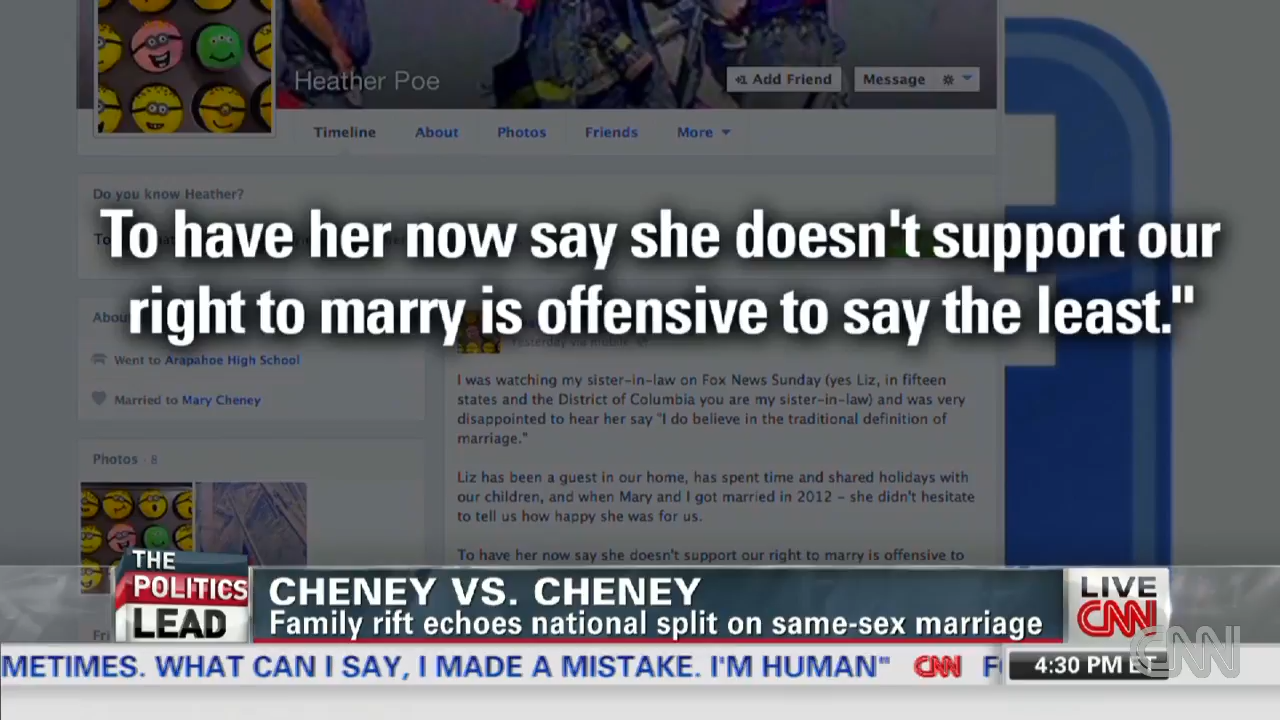 Heather Poe
Add Friend
Message
Timeline
About
Photos
Friends
More
Do you know Heather?
To have her now say she doesn't support our
right to marry is offensive to say the least."
Went to Arapahoe High School
Married to Mary Cheney
Photos · 8
Yesterday via mobile
I was watching my sister-in-law on Fox News Sunday (yes Liz, in fifteen
states and the District of Columbia you are my sister-in-law) and was very
disappointed to hear her say "I do believe in the traditional definition of
marriage."
Liz has been a guest in our home, has spent time and shared holidays with
our children, and when Mary and I got married in 2012 – she didn't hesitate
to tell us how happy she was for us.
To have her now say she doesn't support our right to marry is offensive to
THE
POLITICS
LEAD
CHENEY VS. CHENEY
Family rift echoes national split on same-sex marriage
LIVE
CNN
METIMES. WHAT CAN I SAY, I MADE A MISTAKE. I'M HUMAN" CNN
4:30 PM ET
CNN